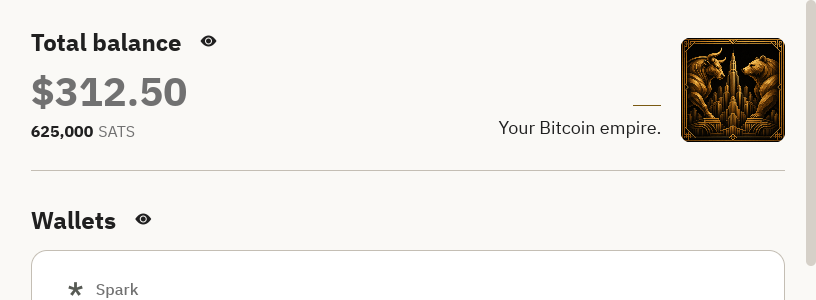 Total balance
$312.50
625,000 SATS
Your Bitcoin empire.
Wallets
Spark